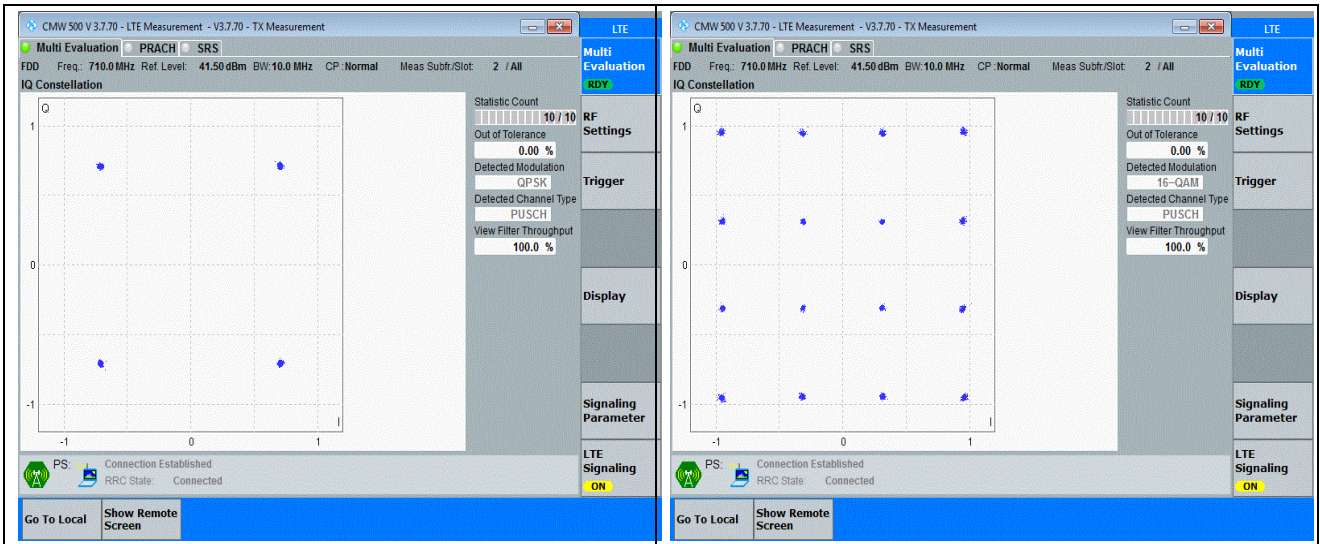 CMW 500 V 3.7.70 - LTE Measurement - V3.7.70 - TX Measurement
LTE
Multi Evaluation PRACH SRS
FDD Freq.: 710.0 MHz Ref. Level: 41.50 dBm BW: 10.0 MHz CP : Normal Meas Subfr./Slot: 2 / All
IQ Constellation
Q
1
0
-1
-1 0 1
I
Statistic Count
10 / 10
Out of Tolerance
0.00 %
Detected Modulation
QPSK
Detected Channel Type
PUSCH
View Filter Throughput
100.0 %
Multi
Evaluation
RDY
RF
Settings
Trigger
Display
Signaling
Parameter
LTE
Signaling
ON
PS: Connection Established
RRC State: Connected
Go To Local
Show Remote
Screen
CMW 500 V 3.7.70 - LTE Measurement - V3.7.70 - TX Measurement
LTE
Multi Evaluation PRACH SRS
FDD Freq.: 710.0 MHz Ref. Level: 41.50 dBm BW: 10.0 MHz CP : Normal Meas Subfr./Slot: 2 / All
IQ Constellation
Q
1
0
-1
-1 0 1
I
Statistic Count
10 / 10
Out of Tolerance
0.00 %
Detected Modulation
16-QAM
Detected Channel Type
PUSCH
View Filter Throughput
100.0 %
Multi
Evaluation
RDY
RF
Settings
Trigger
Display
Signaling
Parameter
LTE
Signaling
ON
PS: Connection Established
RRC State: Connected
Go To Local
Show Remote
Screen